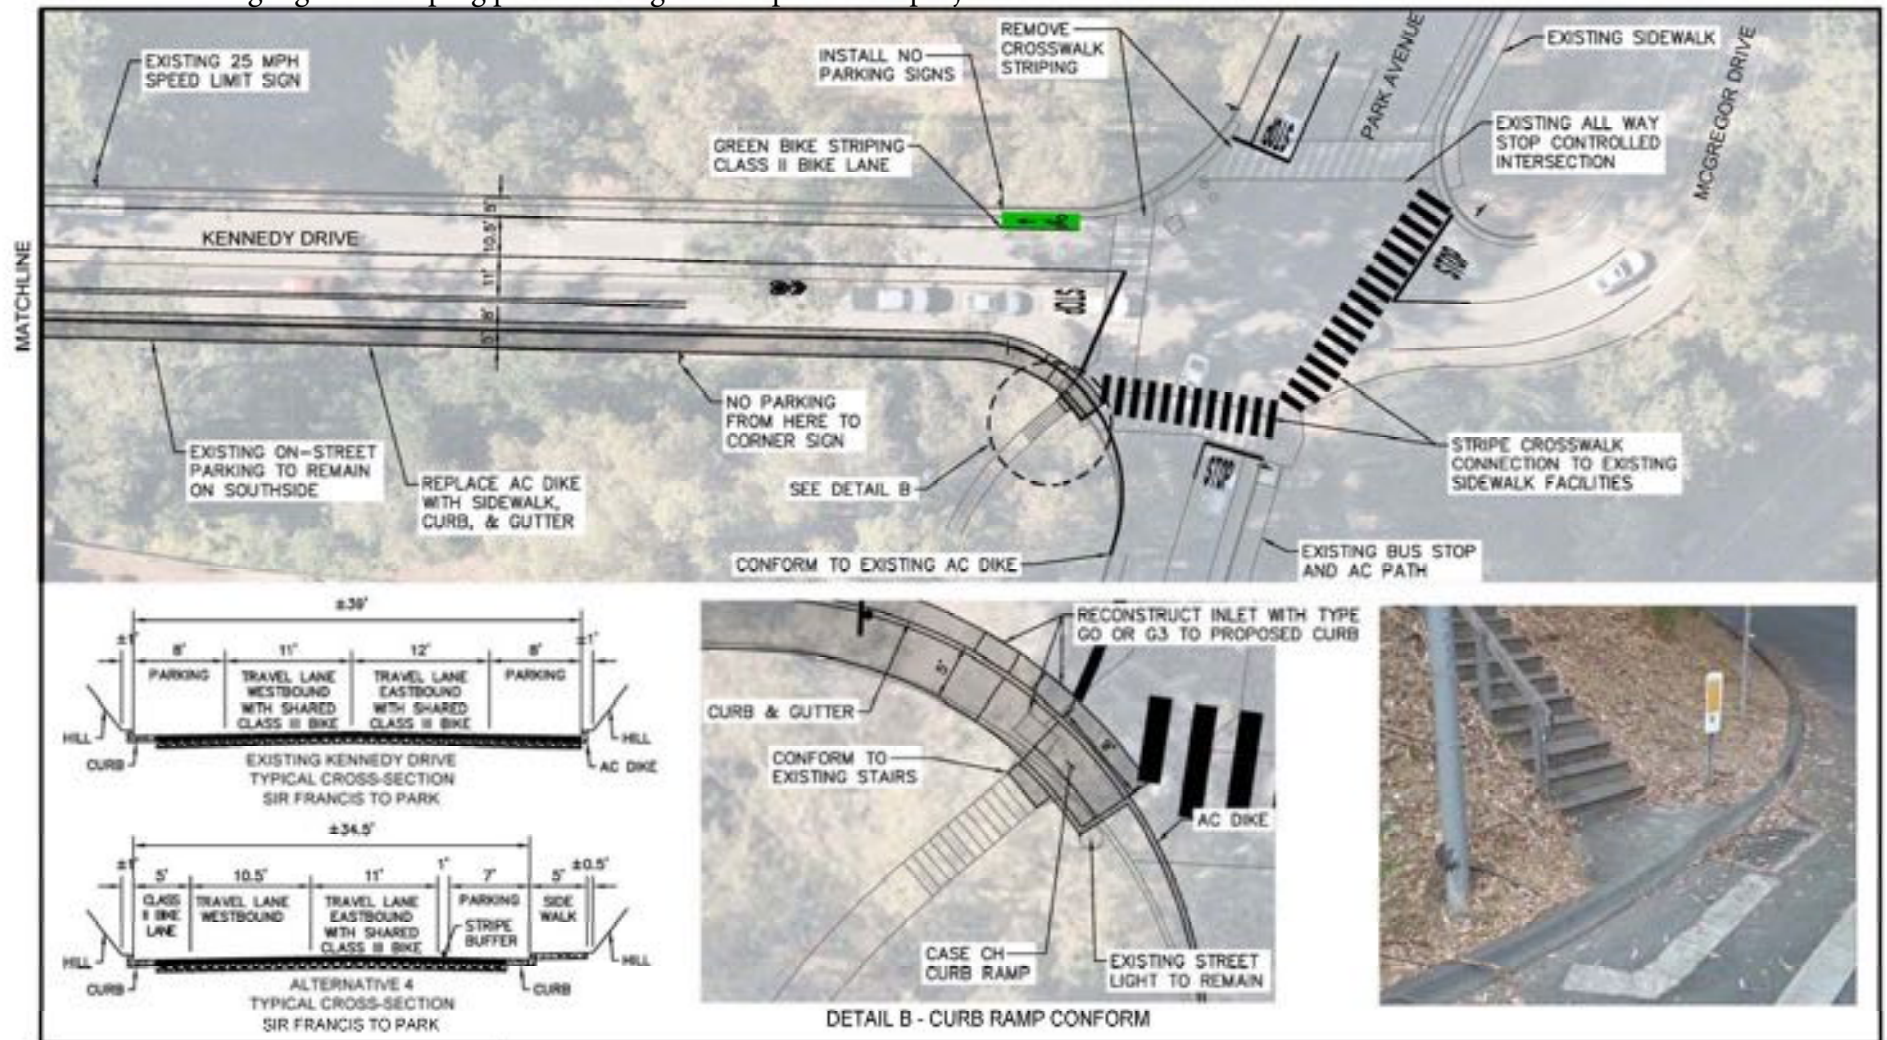 EXISTING 25 MPH
SPEED LIMIT SIGN
INSTALL NO
PARKING SIGNS
REMOVE
CROSSWALK
STRIPING
PARK AVENUE
EXISTING SIDEWALK
MCGREGOR DRIVE
GREEN BIKE STRIPING
CLASS II BIKE LANE
EXISTING ALL WAY
STOP CONTROLLED
INTERSECTION
STOP
KENNEDY DRIVE
5'
10.5'
11'
8'
5'
STOP
STOP
MATCHLINE
NO PARKING
FROM HERE TO
CORNER SIGN
EXISTING ON-STREET
PARKING TO REMAIN
ON SOUTHSIDE
REPLACE AC DIKE
WITH SIDEWALK,
CURB, & GUTTER
SEE DETAIL B
STOP
STRIPE CROSSWALK
CONNECTION TO EXISTING
SIDEWALK FACILITIES
CONFORM TO EXISTING AC DIKE
EXISTING BUS STOP
AND AC PATH
±39'
±1' 8' 11' 12' 8' ±1'
PARKING
TRAVEL LANE
WESTBOUND
WITH SHARED
CLASS III BIKE
TRAVEL LANE
EASTBOUND
WITH SHARED
CLASS III BIKE
PARKING
HILL
CURB
HILL
AC DIKE
EXISTING KENNEDY DRIVE
TYPICAL CROSS-SECTION
SIR FRANCIS TO PARK
±34.5'
±1' 5' 10.5' 11' 1' 7' 5' ±0.5'
CLASS
II BIKE
LANE
TRAVEL LANE
WESTBOUND
TRAVEL LANE
EASTBOUND
WITH SHARED
CLASS III BIKE
PARKING
STRIPE
BUFFER
SIDE
WALK
HILL
CURB
CURB
HILL
ALTERNATIVE 4
TYPICAL CROSS-SECTION
SIR FRANCIS TO PARK
RECONSTRUCT INLET WITH TYPE
GO OR G3 TO PROPOSED CURB
5'
CURB & GUTTER
CONFORM TO
EXISTING STAIRS
AC DIKE
CASE CH
CURB RAMP
EXISTING STREET
LIGHT TO REMAIN
DETAIL B - CURB RAMP CONFORM